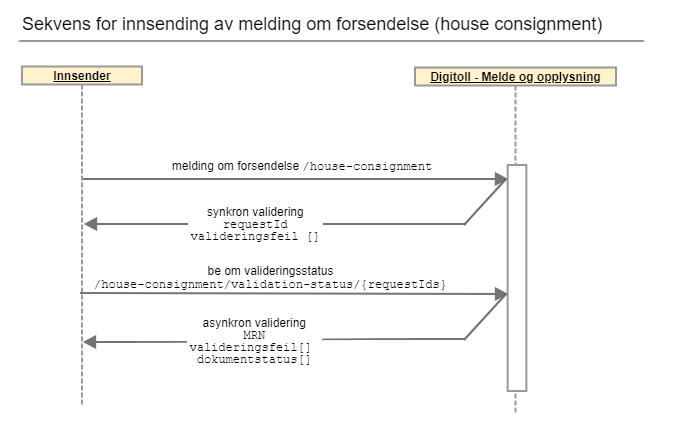 Sekvens for innsending av melding om forsendelse (house consignment)
Innsender
Digitoll - Melde og opplysning
melding om forsendelse /house-consignment
synkron validering
requestId
valideringsfeil []
be om valideringsstatus
/house-consignment/validation-status/{requestIds}
asynkron validering
MRN
valideringsfeil[]
dokumentstatus[]